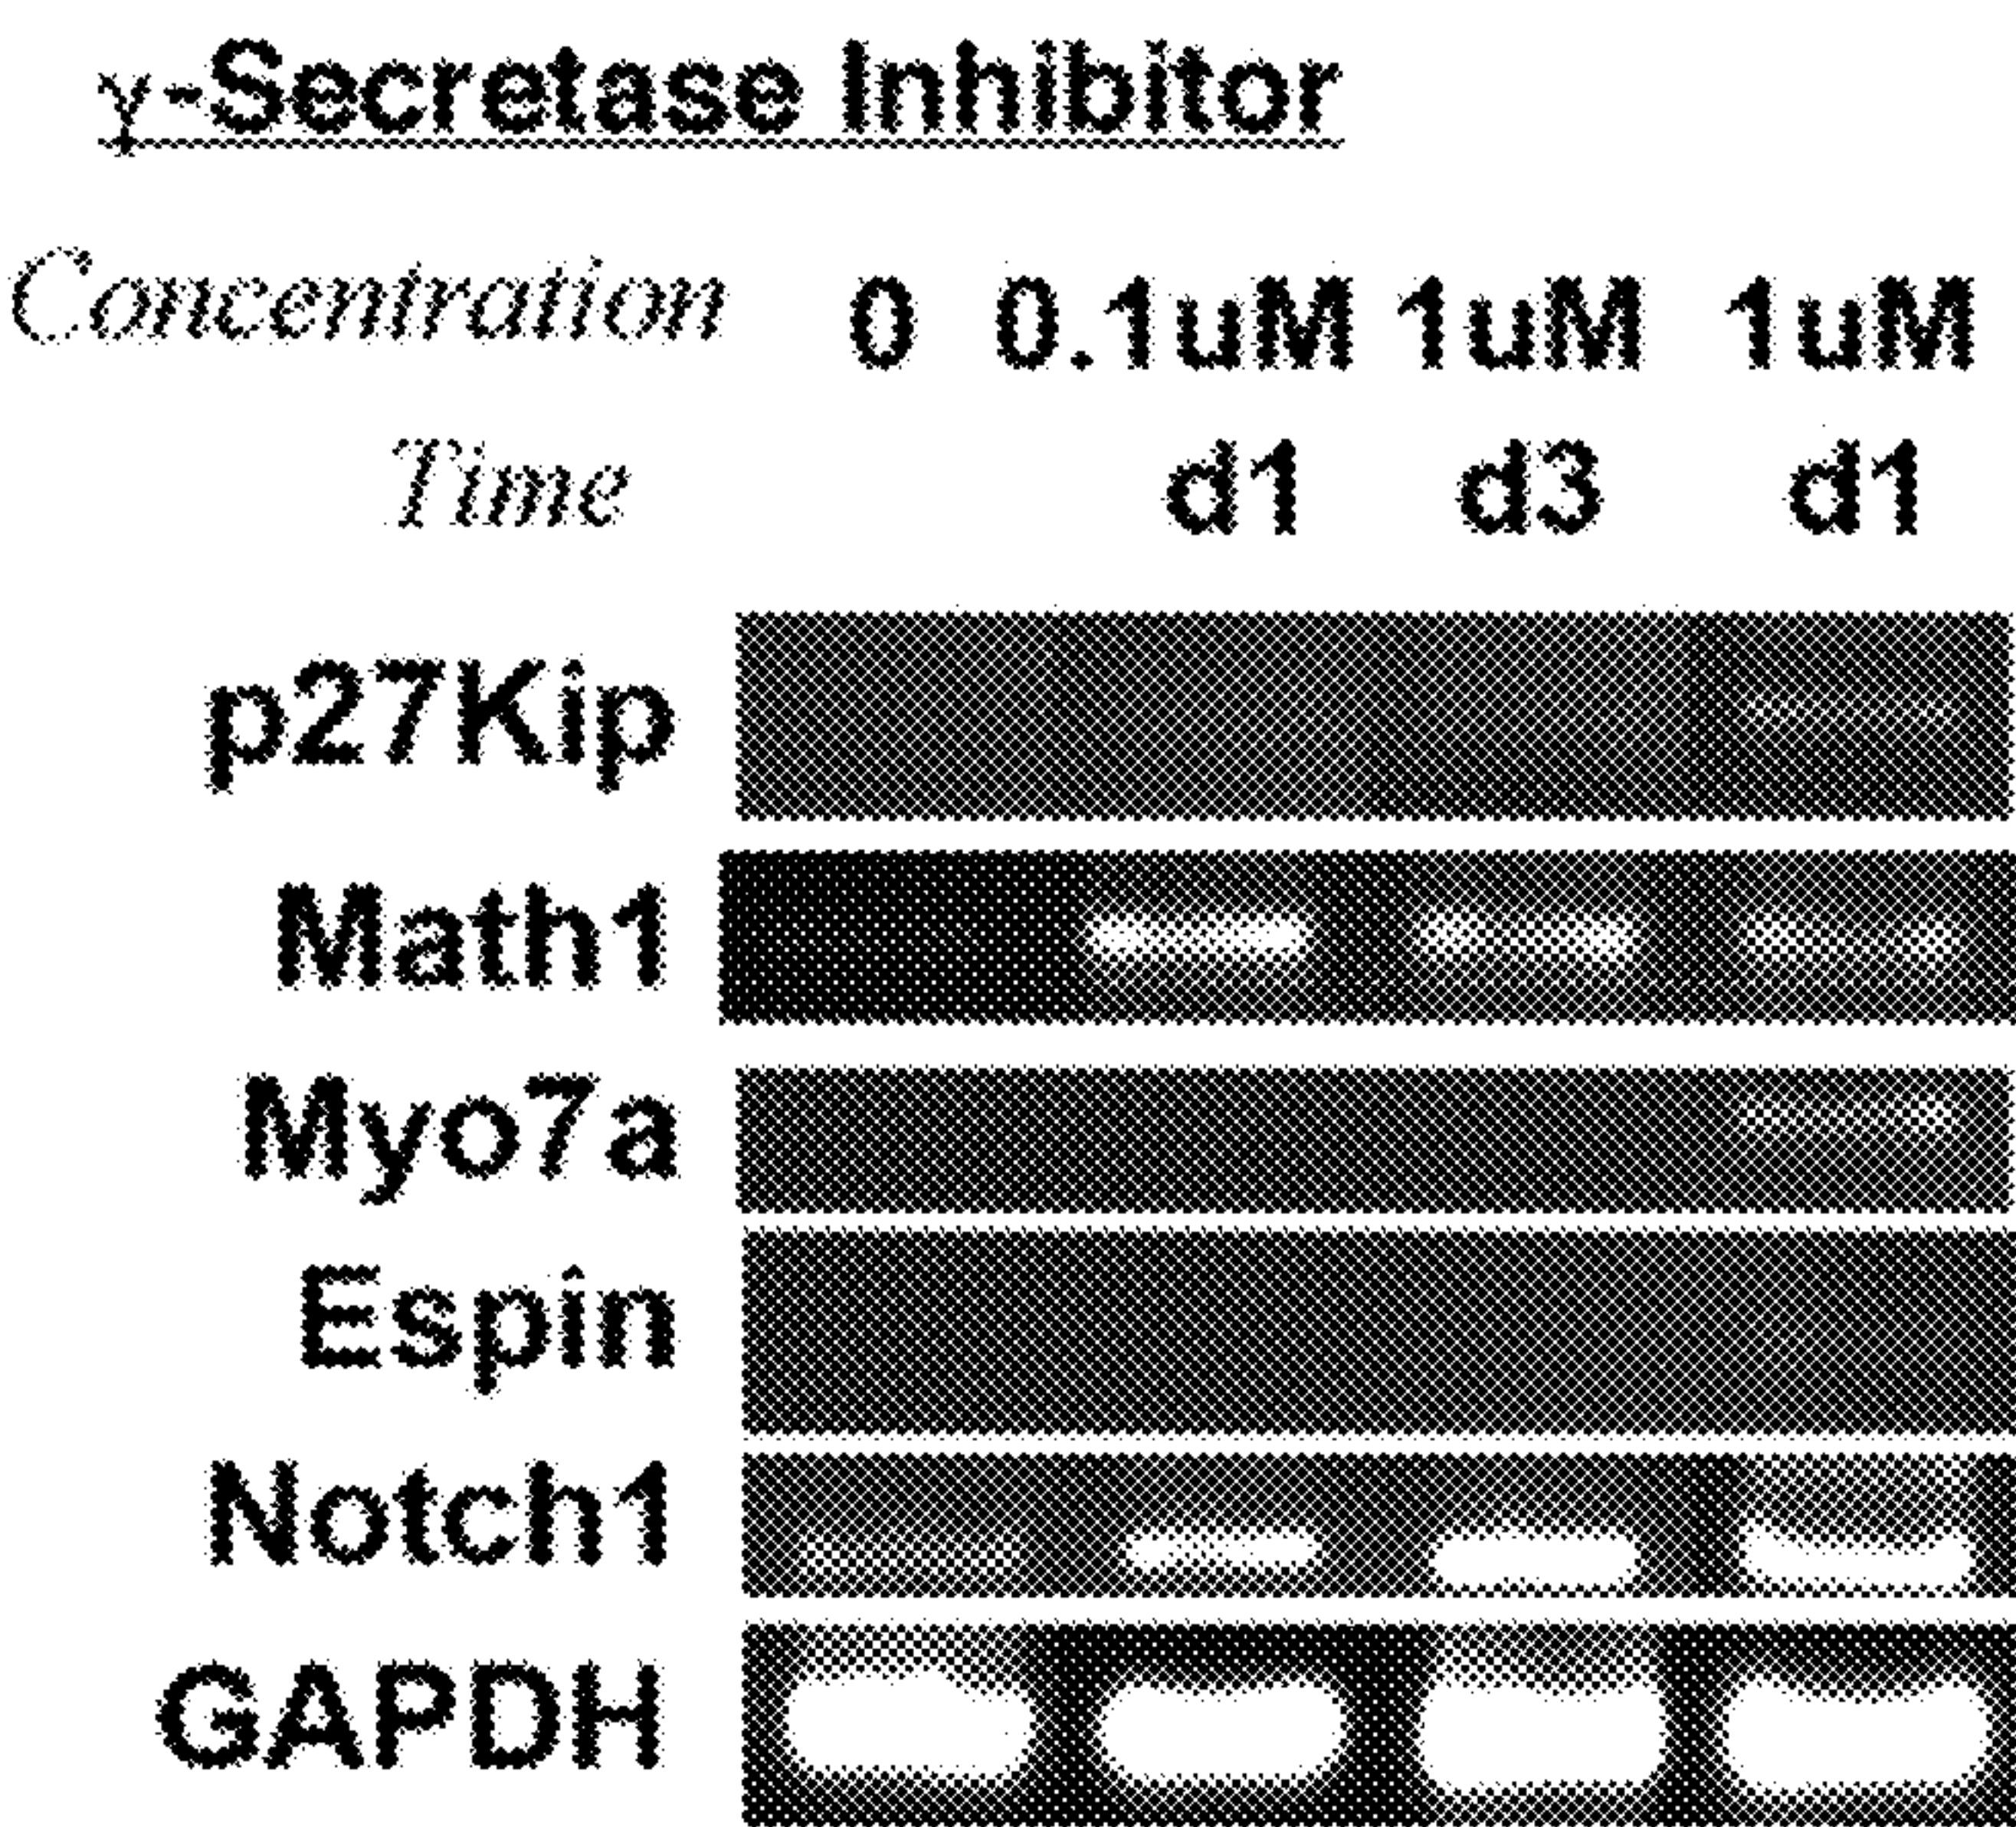 γ-Secretase Inhibitor
Concentration 0 0.1uM 1uM 1uM
Time d1 d3 d1
p27Kip
Math1
Myo7a
Espin
Notch1
GAPDH